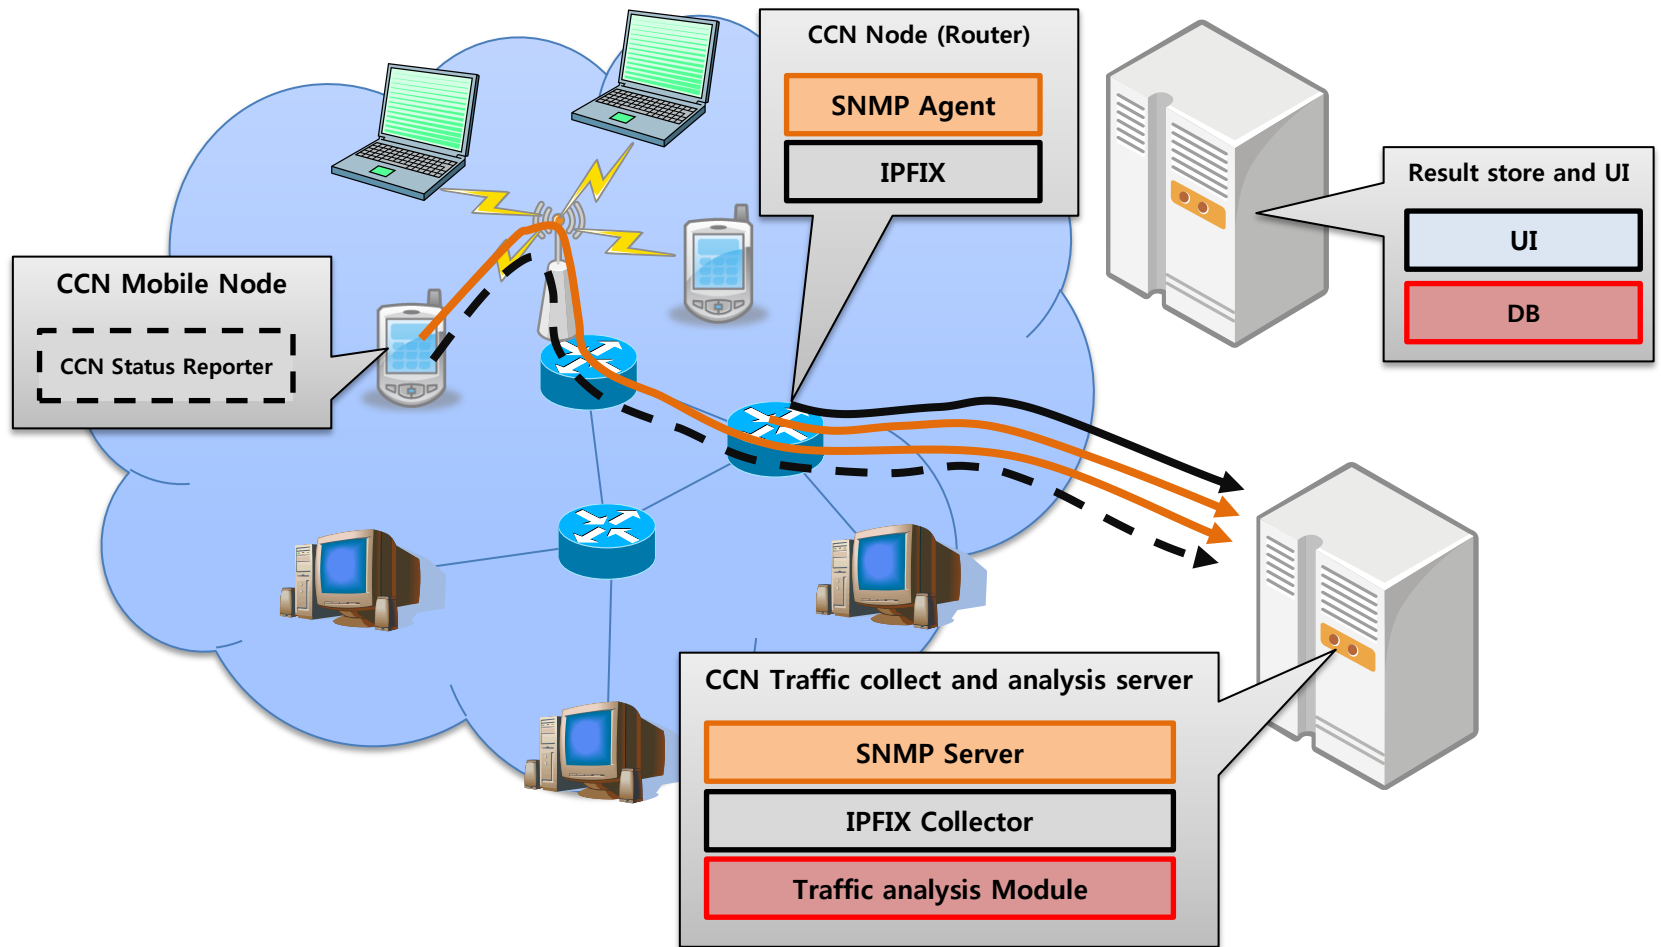 CCN Node (Router)
SNMP Agent
IPFIX
Result store and UI
UI
DB
CCN Mobile Node
CCN Status Reporter
CCN Traffic collect and analysis server
SNMP Server
IPFIX Collector
Traffic analysis Module